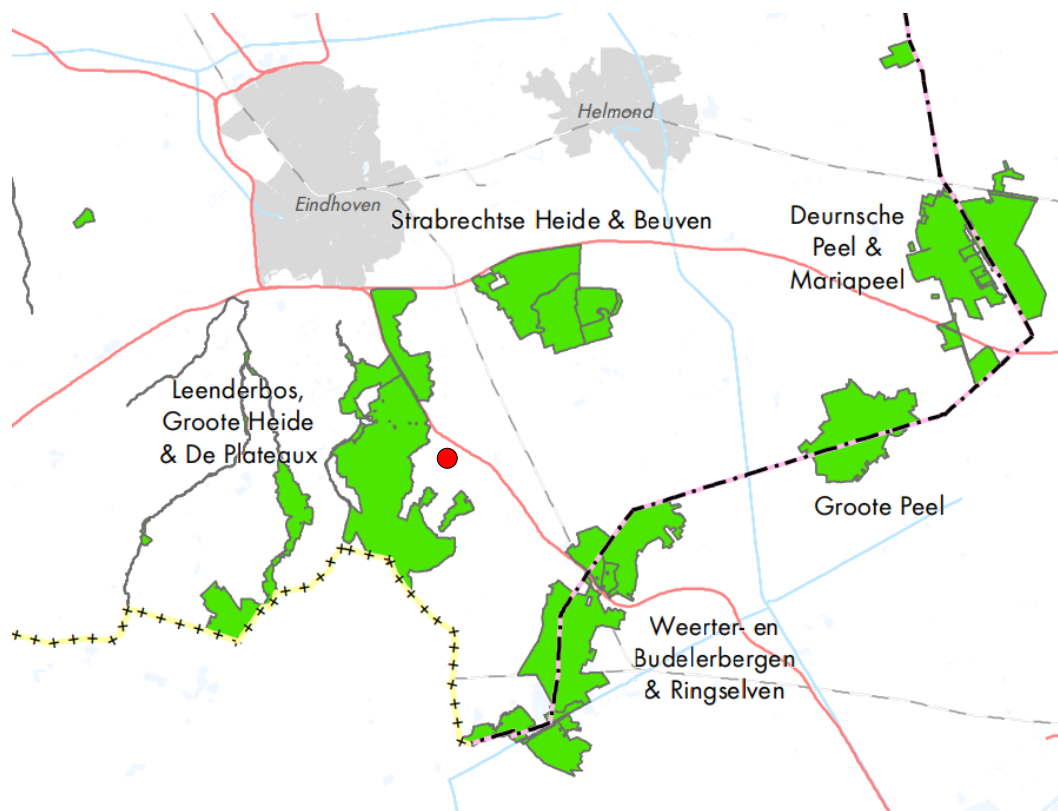 Helmond
Eindhoven
Strabrechtse Heide & Beuven
Deurnsche
Peel &
Mariapeel
Leenderbos,
Groote Heide
& De Plateaux
Groote Peel
Weerter- en
Budelerbergen
& Ringselven